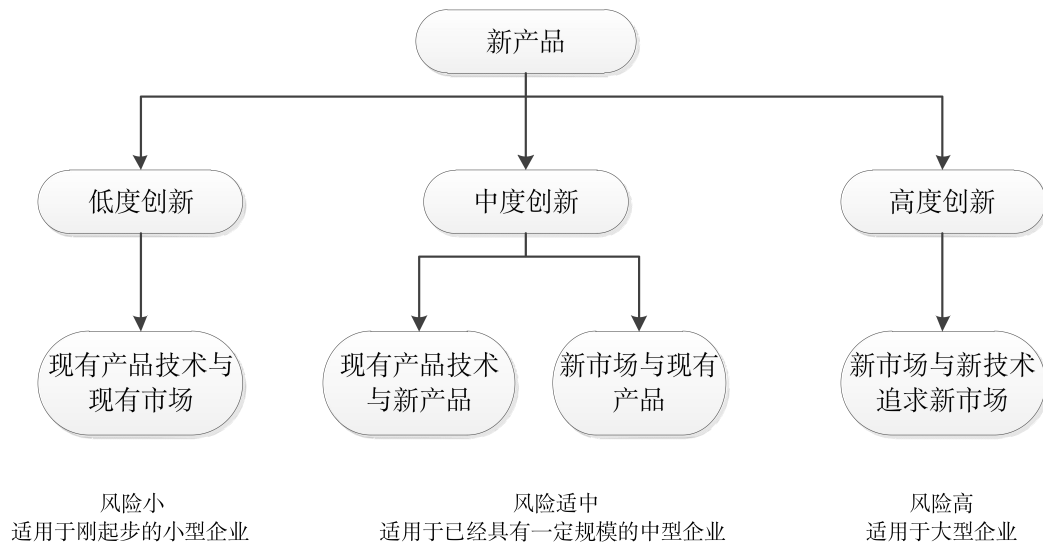 新产品
低度创新
中度创新
高度创新
现有产品技术与
现有市场
现有产品技术
与新产品
新市场与现有
产品
新市场与新技术
追求新市场
风险小
适用于刚起步的小型企业
风险适中
适用于已经具有一定规模的中型企业
风险高
适用于大型企业